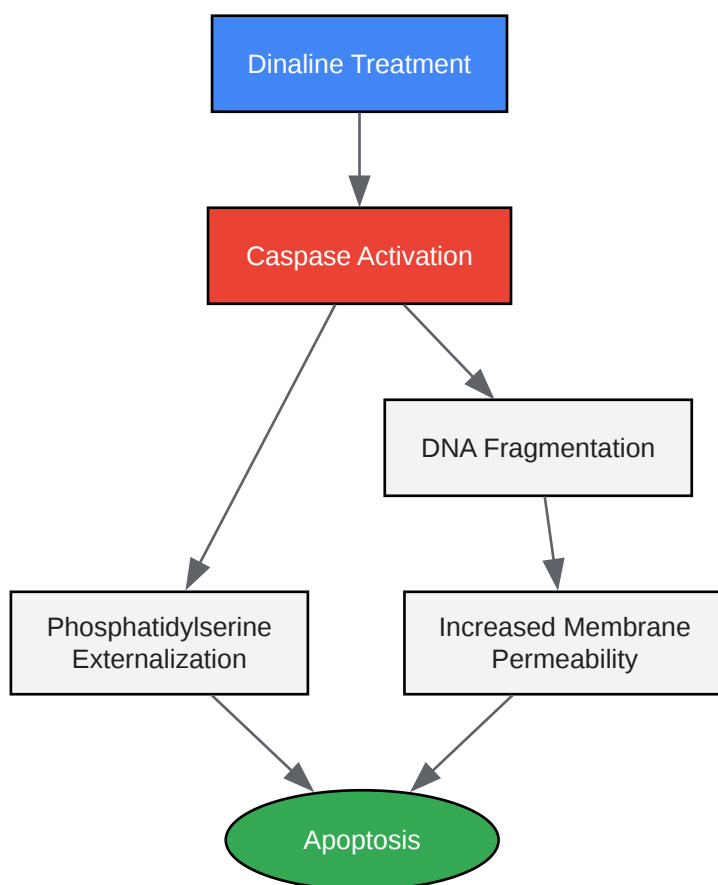 Dinaline Treatment
Caspase Activation
DNA Fragmentation
Phosphatidylserine
Externalization
Increased Membrane
Permeability
Apoptosis